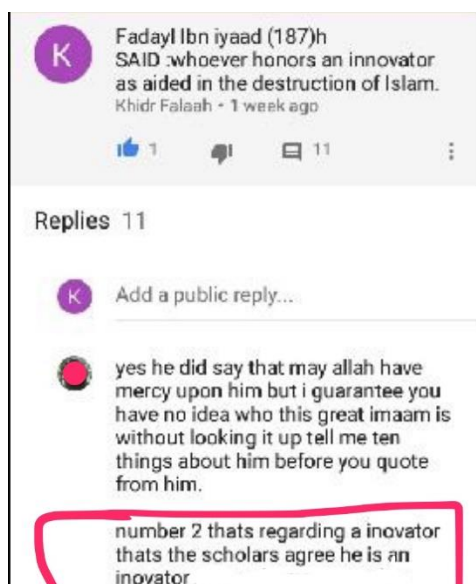 K
Fadayl Ibn iyaad (187)h
SAID :whoever honors an innovator
as aided in the destruction of Islam.
Khidr Falaah • 1 week ago
1
11
Replies 11
K
Add a public reply...
yes he did say that may allah have
mercy upon him but i guarantee you
have no idea who this great imaam is
without looking it up tell me ten
things about him before you quote
from him.
number 2 thats regarding a inovator
thats the scholars agree he is an
inovator